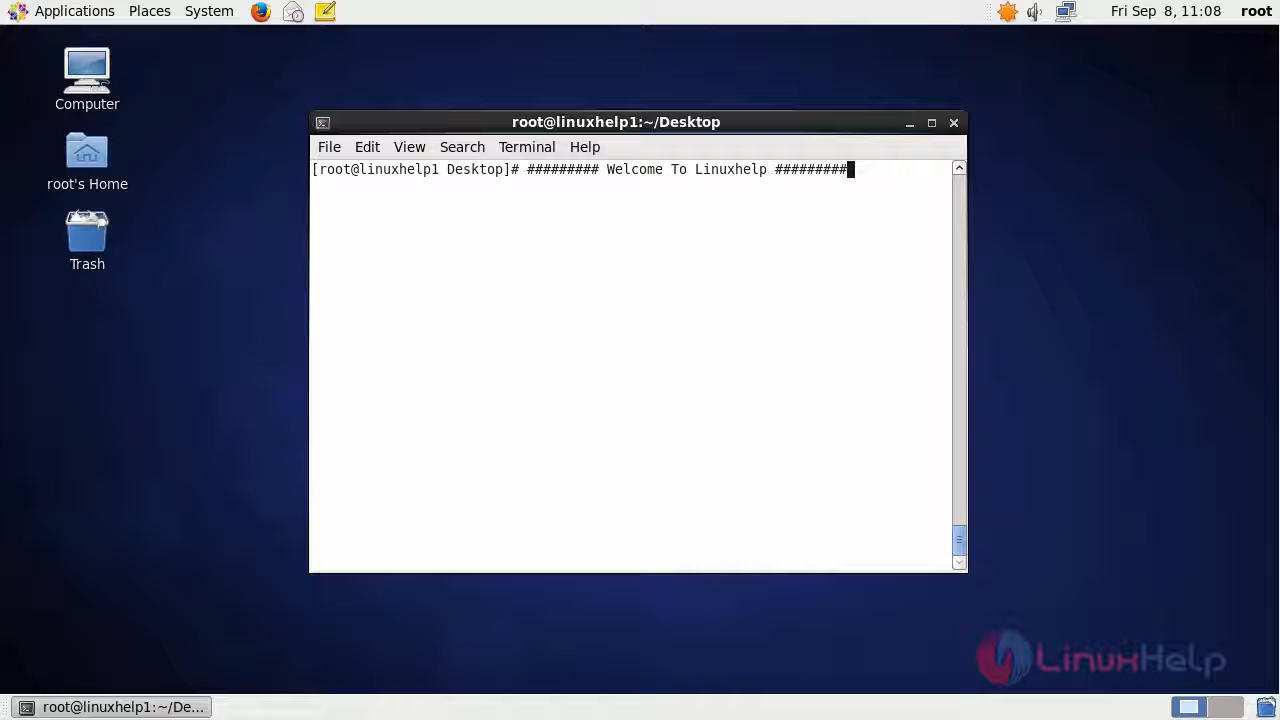 Applications Places System
Fri Sep 8, 11:08 root
Computer
root's Home
Trash
root@linuxhelp1:~/Desktop
File Edit View Search Terminal Help
[root@linuxhelp1 Desktop]# ######### Welcome To Linuxhelp #########
LinuxHelp
root@linuxhelp1:~/De...